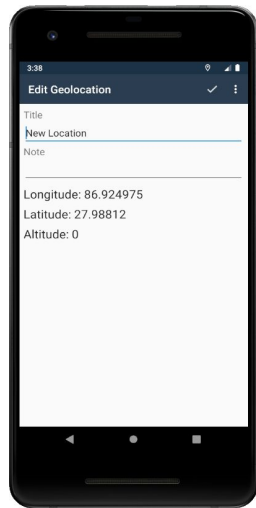 3:38
Edit Geolocation
Title
New Location
Note
Longitude: 86.924975
Latitude: 27.98812
Altitude: 0